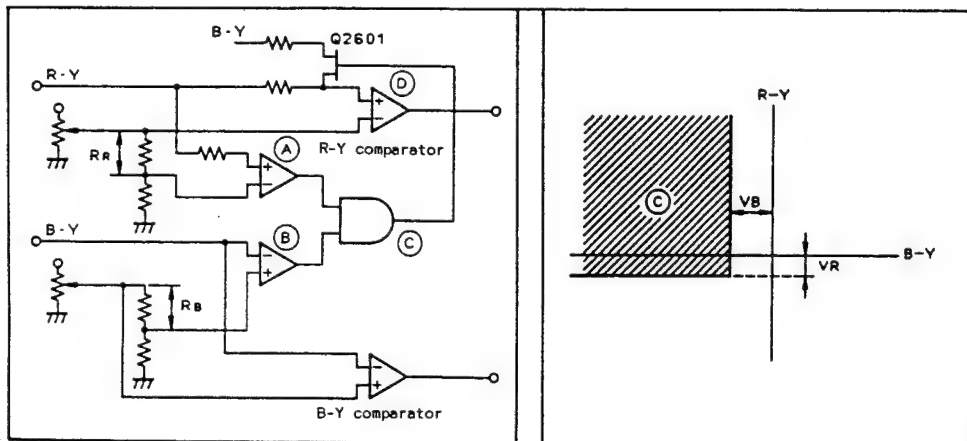 B-Y
Q2601
R-Y
D
RR
A
R-Y comparator
B-Y
B
C
RB
B-Y comparator
R-Y
C
VB
B-Y
VR